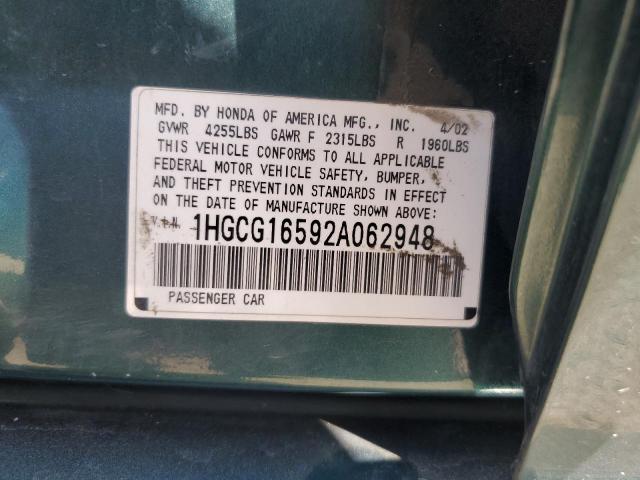 MFD. BY HONDA OF AMERICA MFG., INC. 4/02
GVWR 4255LBS GAWR F 2315LBS R 1960LBS
THIS VEHICLE CONFORMS TO ALL APPLICABLE
FEDERAL MOTOR VEHICLE SAFETY, BUMPER,
AND THEFT PREVENTION STANDARDS IN EFFECT
ON THE DATE OF MANUFACTURE SHOWN ABOVE:
V.I.N. 1HGCG16592A062948
PASSENGER CAR